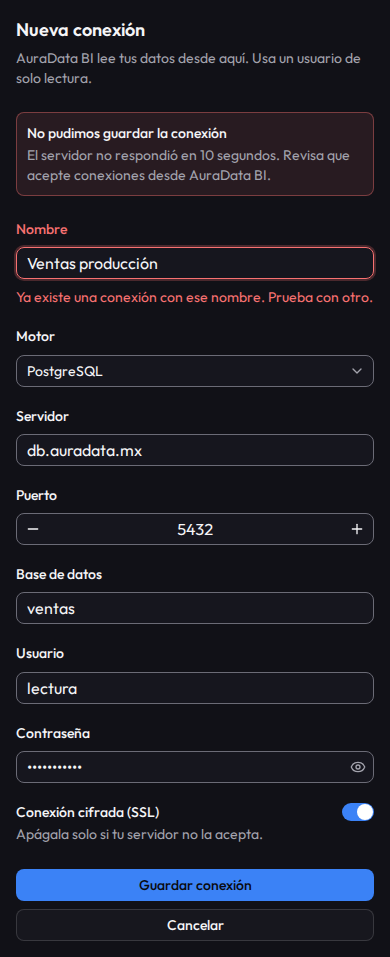 Nueva conexión
AuraData BI lee tus datos desde aquí. Usa un usuario de
solo lectura.
No pudimos guardar la conexión
El servidor no respondió en 10 segundos. Revisa que
acepte conexiones desde AuraData BI.
Nombre
Ventas producción
Ya existe una conexión con ese nombre. Prueba con otro.
Motor
PostgreSQL
Servidor
db.auradata.mx
Puerto
5432
Base de datos
ventas
Usuario
lectura
Contraseña
•••••••••••
Conexión cifrada (SSL)
Apágala solo si tu servidor no la acepta.
Guardar conexión
Cancelar